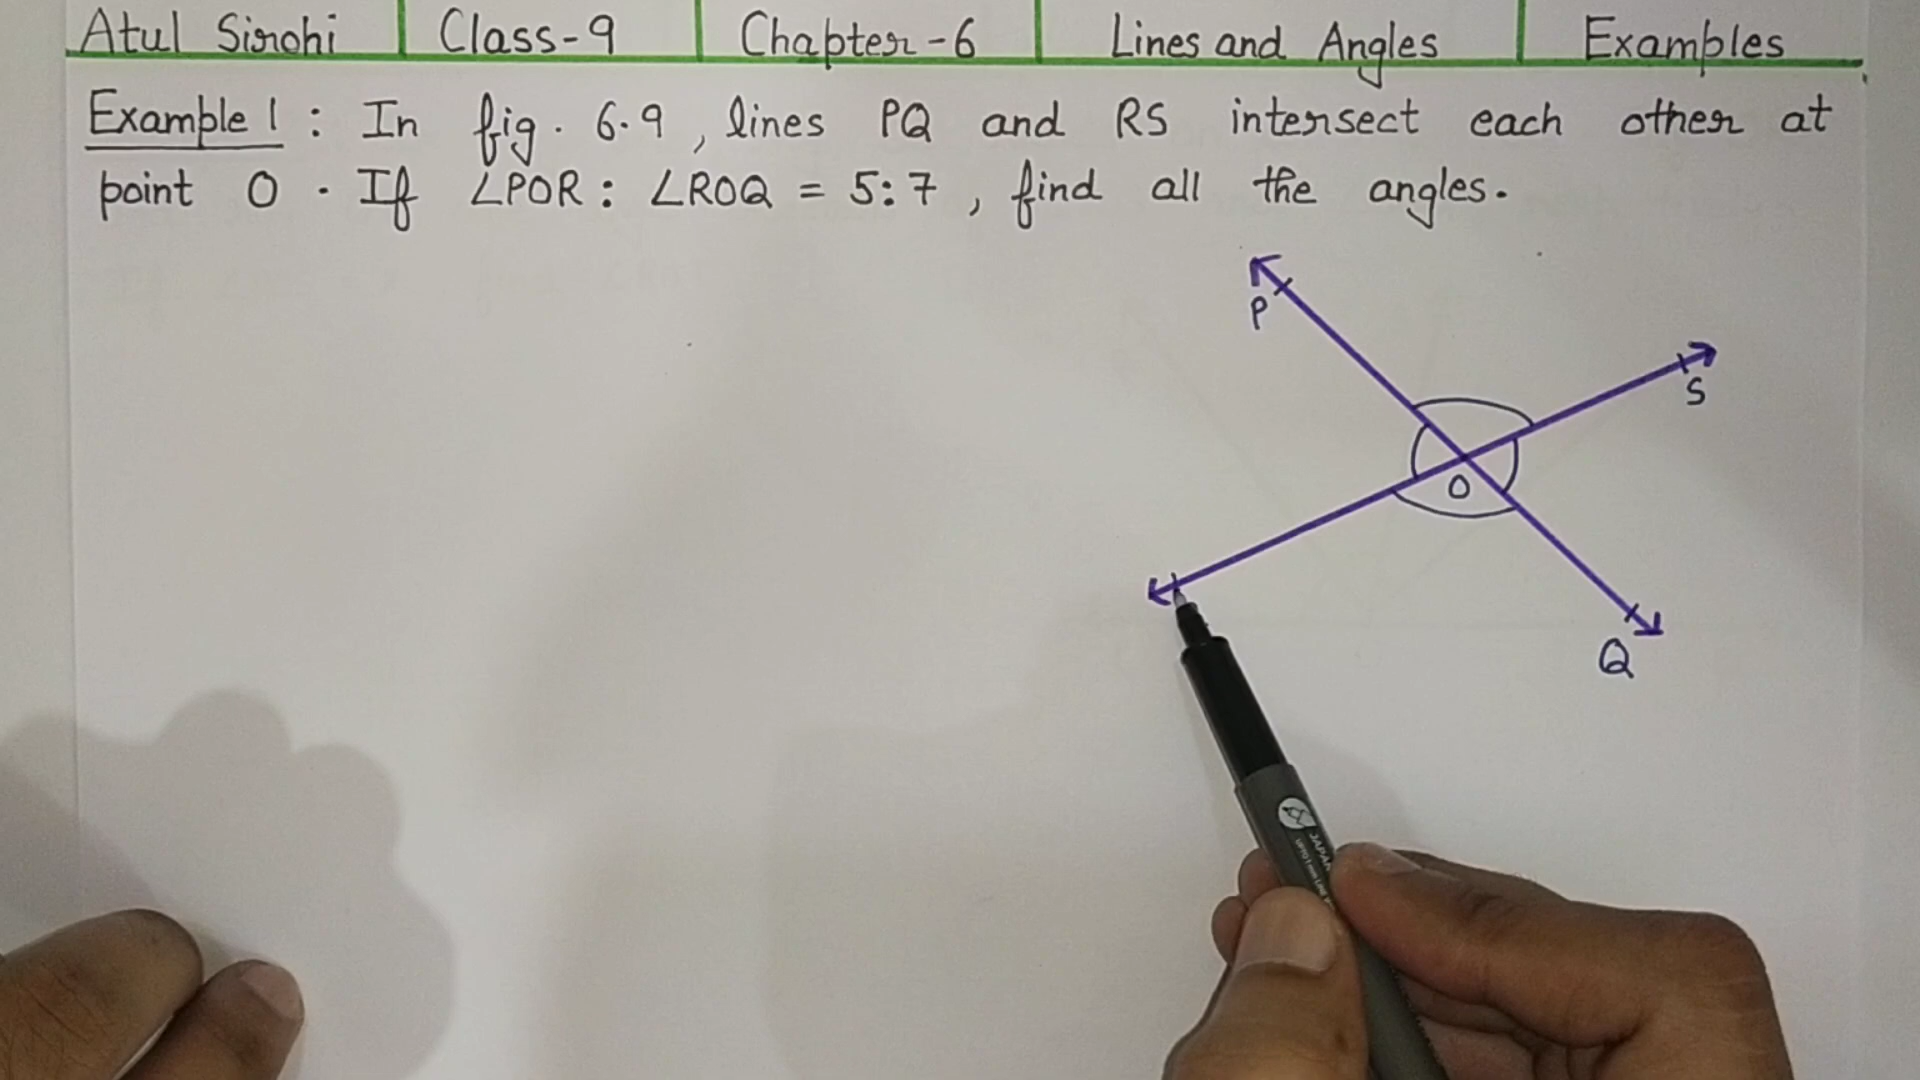 Atul Sirohi Class-9 Chapter-6 Lines and Angles Examples
Example 1 : In fig. 6.9, lines PQ and RS intersect each other at
point O. If ∠POR : ∠ROQ = 5:7, find all the angles.
P
S
O
Q
JAPAN